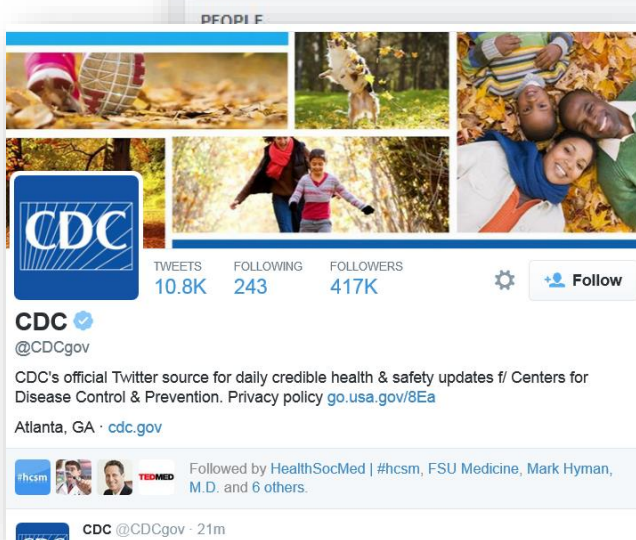 PEOPLE
CDC
TWEETS FOLLOWING FOLLOWERS
10.8K 243 417K
Follow
CDC
@CDCgov
CDC's official Twitter source for daily credible health & safety updates f/ Centers for
Disease Control & Prevention. Privacy policy go.usa.gov/8Ea
Atlanta, GA · cdc.gov
#hcsm TEDMED
Followed by HealthSocMed | #hcsm, FSU Medicine, Mark Hyman,
M.D. and 6 others.
CDC @CDCgov · 21m
CDC